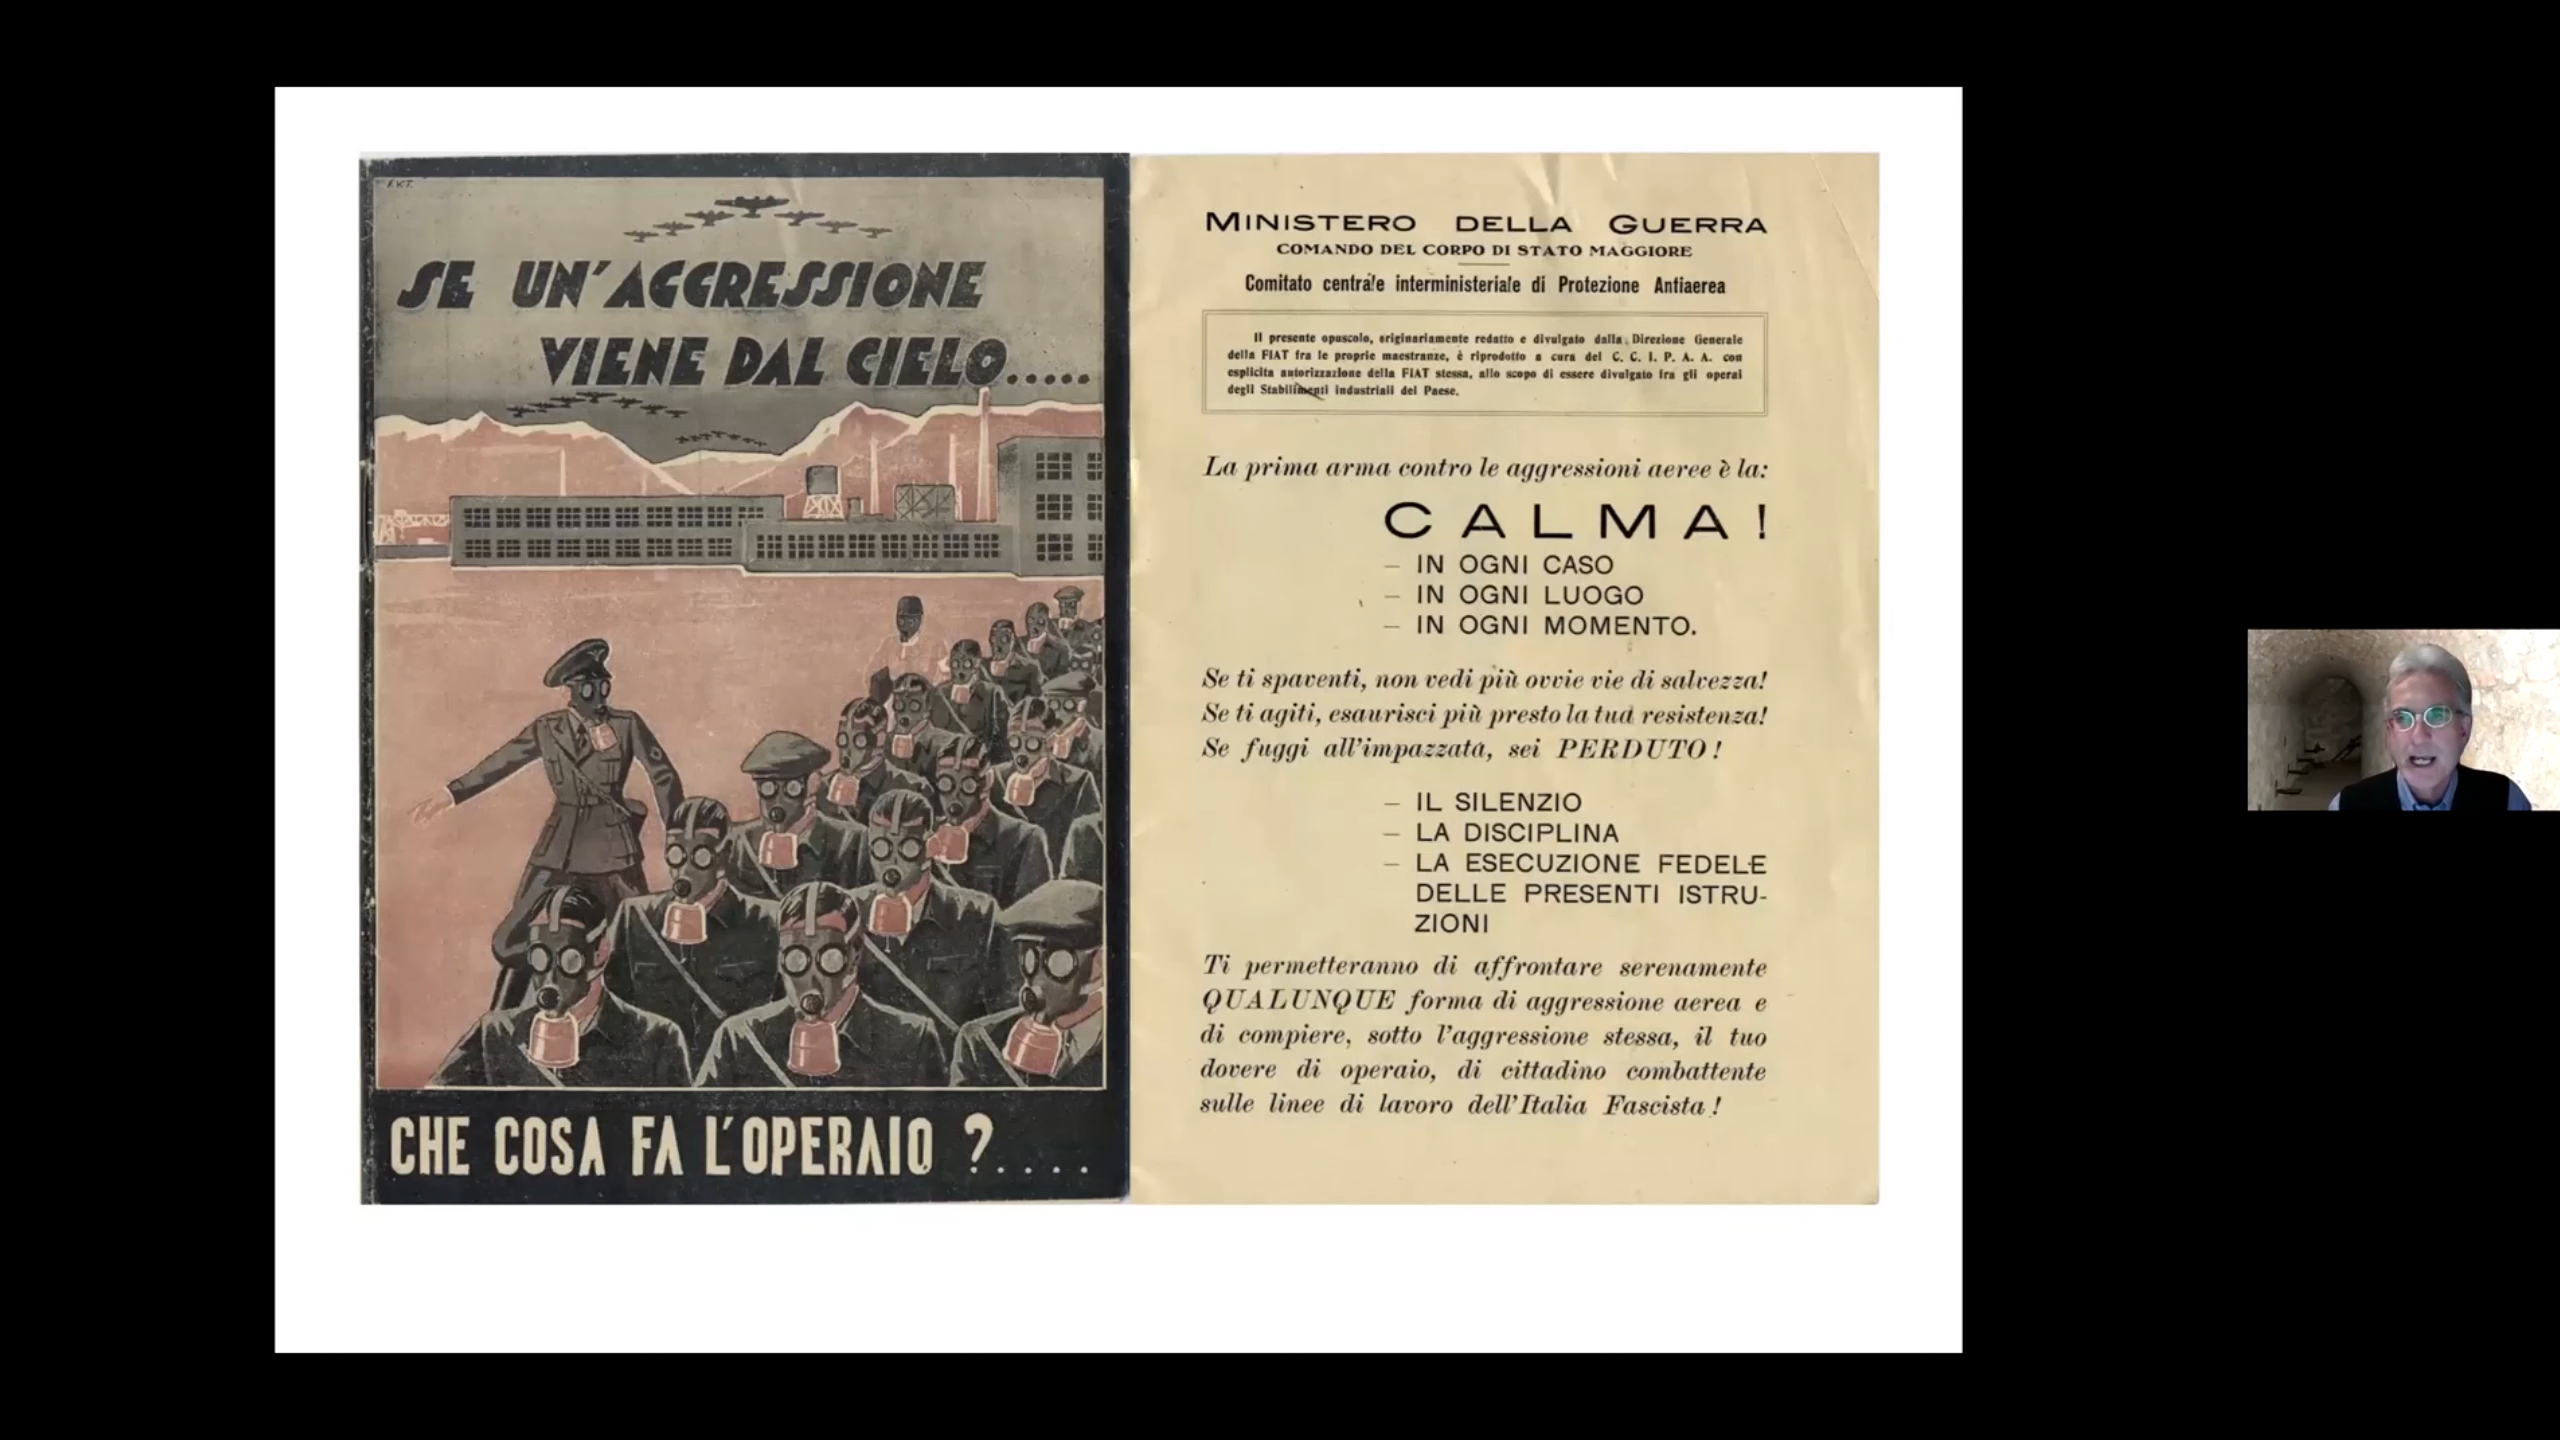 F.V.T.
SE UN'AGGRESSIONE
VIENE DAL CIELO.....
CHE COSA FA L'OPERAIO ?....
MINISTERO DELLA GUERRA
COMANDO DEL CORPO DI STATO MAGGIORE
Comitato centrale interministeriale di Protezione Antiaerea
Il presente opuscolo, originariamente redatto e divulgato dalla Direzione Generale
della FIAT fra le proprie maestranze, è riprodotto a cura del C. C. I. P. A. A. con
esplicita autorizzazione della FIAT stessa, allo scopo di essere divulgato fra gli operai
degli Stabilimenti industriali del Paese.
La prima arma contro le aggressioni aeree è la:
CALMA!
— IN OGNI CASO
— IN OGNI LUOGO
— IN OGNI MOMENTO.
Se ti spaventi, non vedi più ovvie vie di salvezza!
Se ti agiti, esaurisci più presto la tua resistenza!
Se fuggi all'impazzata, sei PERDUTO!
— IL SILENZIO
— LA DISCIPLINA
— LA ESECUZIONE FEDELE
DELLE PRESENTI ISTRU-
ZIONI
Ti permetteranno di affrontare serenamente
QUALUNQUE forma di aggressione aerea e
di compiere, sotto l'aggressione stessa, il tuo
dovere di operaio, di cittadino combattente
sulle linee di lavoro dell'Italia Fascista!